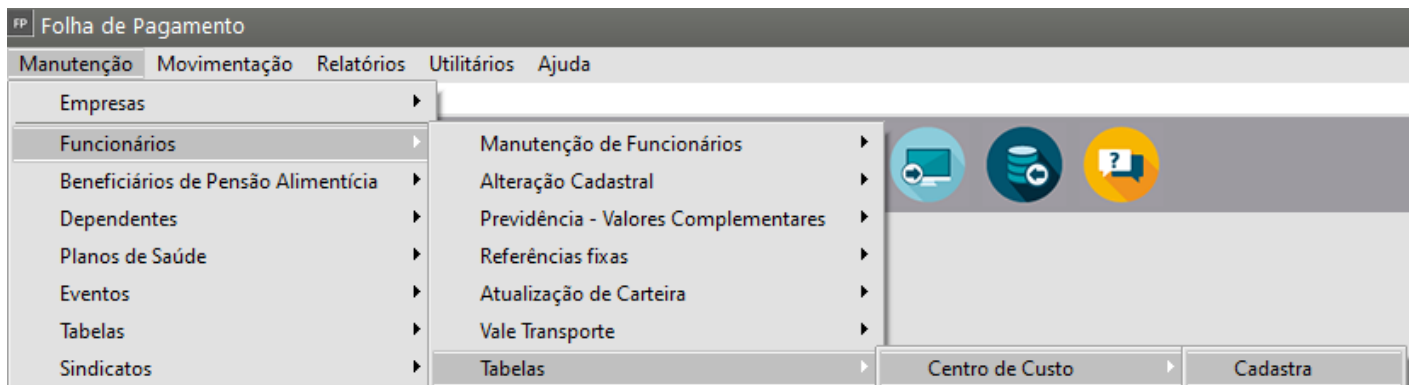 FP Folha de Pagamento
Manutenção Movimentação Relatórios Utilitários Ajuda
Empresas
Funcionários Manutenção de Funcionários
?
Beneficiários de Pensão Alimentícia Alteração Cadastral
Dependentes Previdência - Valores Complementares
Planos de Saúde Referências fixas
Eventos Atualização de Carteira
Tabelas Vale Transporte
Sindicatos Tabelas Centro de Custo Cadastra